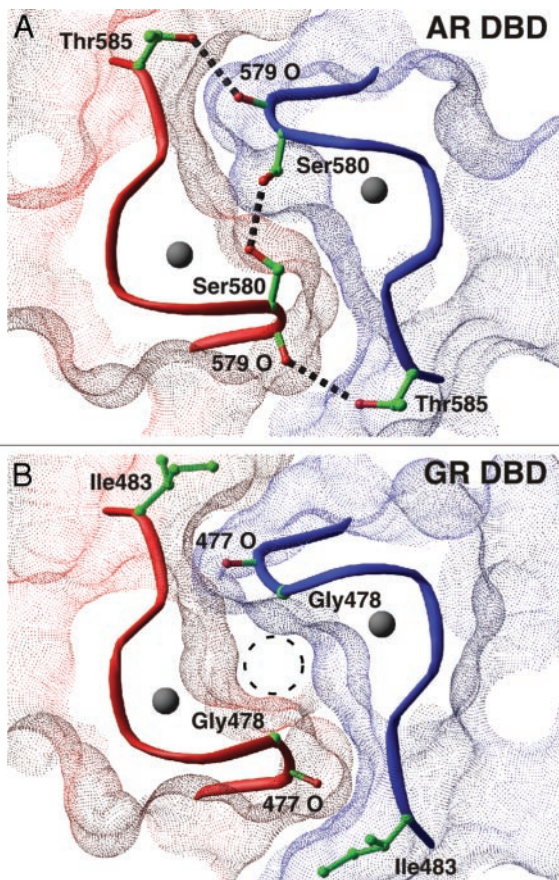 A
AR DBD
Thr585
579 O
Ser580
Ser580
579 O
Thr585
B
GR DBD
Ile483
477 O
Gly478
Gly478
477 O
Ile483